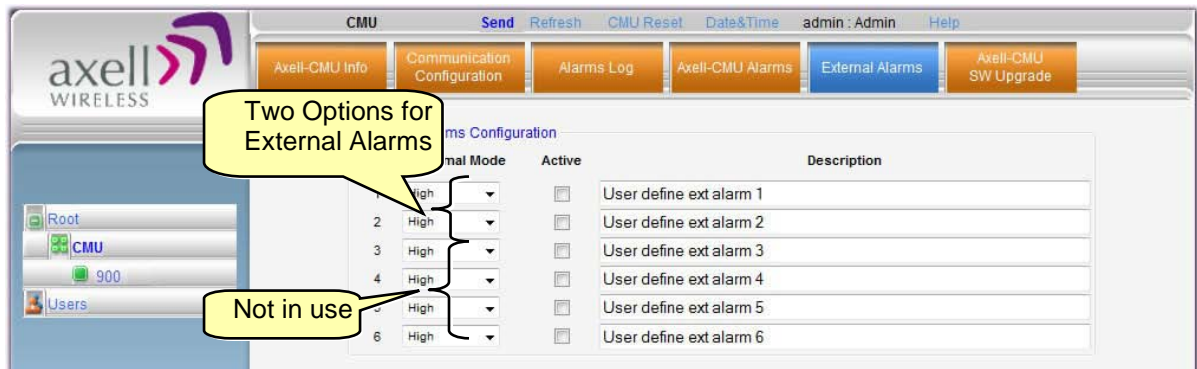 axell
WIRELESS
CMU Send Refresh CMU Reset Date&Time admin : Admin Help
Axell-CMU Info
Communication
Configuration
Alarms Log
Axell-CMU Alarms
External Alarms
Axell-CMU
SW Upgrade
Two Options for
External Alarms
ms Configuration
mal Mode Active Description
1 High User define ext alarm 1
2 High User define ext alarm 2
3 High User define ext alarm 3
4 High User define ext alarm 4
High User define ext alarm 5
6 High User define ext alarm 6
Root
CMU
900
Users
Not in use